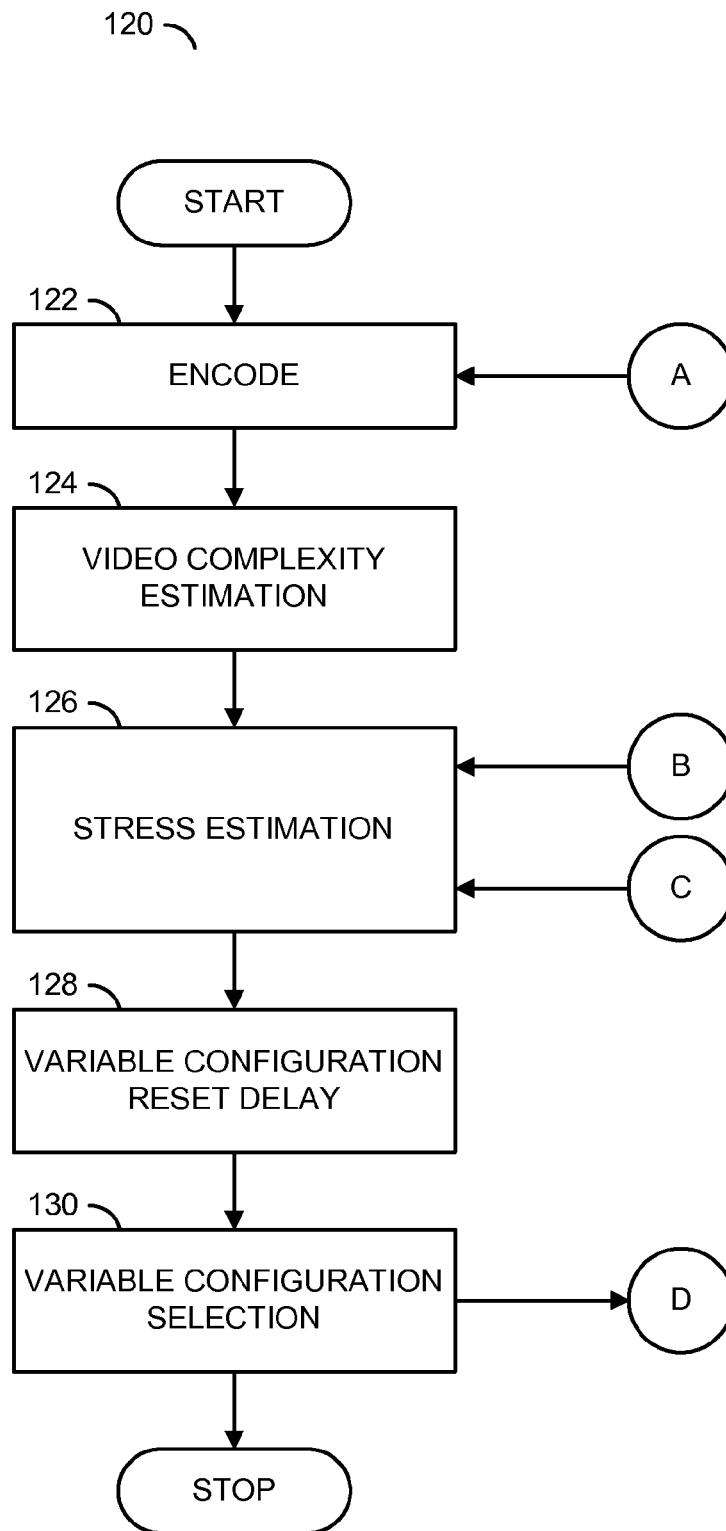 120
START
122
ENCODE
A
124
VIDEO COMPLEXITY
ESTIMATION
126
STRESS ESTIMATION
B
C
128
VARIABLE CONFIGURATION
RESET DELAY
130
VARIABLE CONFIGURATION
SELECTION
D
STOP